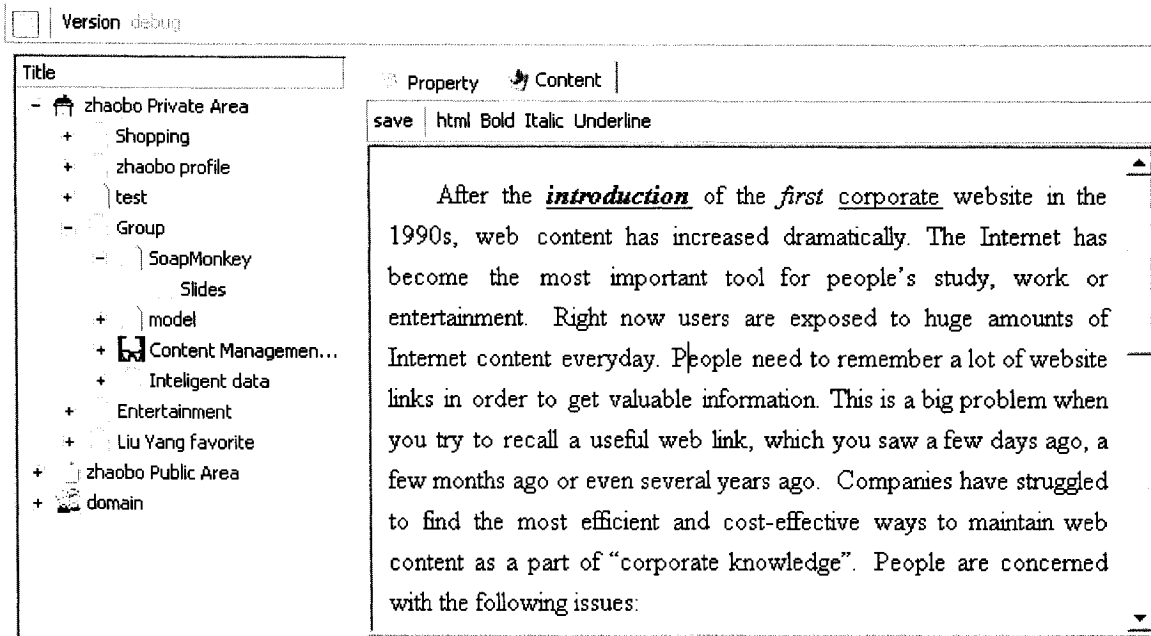 Version debug
Title
zhaobo Private Area
Shopping
zhaobo profile
test
Group
SoapMonkey
Slides
model
Content Managemen...
Inteligent data
Entertainment
Liu Yang favorite
zhaobo Public Area
domain
Property Content
save html Bold Italic Underline
After the introduction of the first corporate website in the
1990s, web content has increased dramatically. The Internet has
become the most important tool for people's study, work or
entertainment. Right now users are exposed to huge amounts of
Internet content everyday. People need to remember a lot of website
links in order to get valuable information. This is a big problem when
you try to recall a useful web link, which you saw a few days ago, a
few months ago or even several years ago. Companies have struggled
to find the most efficient and cost-effective ways to maintain web
content as a part of “corporate knowledge”. People are concerned
with the following issues: